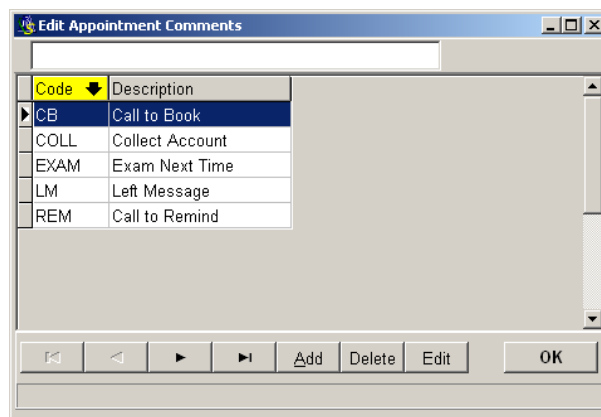 Edit Appointment Comments
Code Description
CB Call to Book
COLL Collect Account
EXAM Exam Next Time
LM Left Message
REM Call to Remind
Add Delete Edit OK